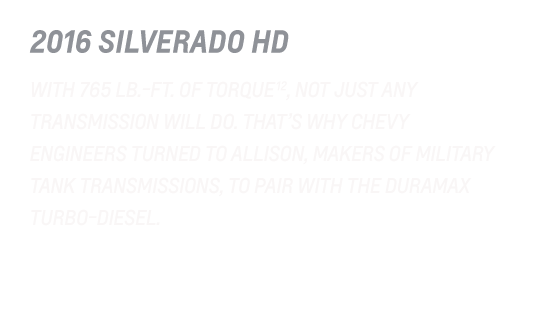 2016 SILVERADO HD
WITH 765 LB.-FT. OF TORQUE¹², NOT JUST ANY
TRANSMISSION WILL DO. THAT'S WHY CHEVY
ENGINEERS TURNED TO ALLISON, MAKERS OF MILITARY
TANK TRANSMISSIONS, TO PAIR WITH THE DURAMAX
TURBO-DIESEL.